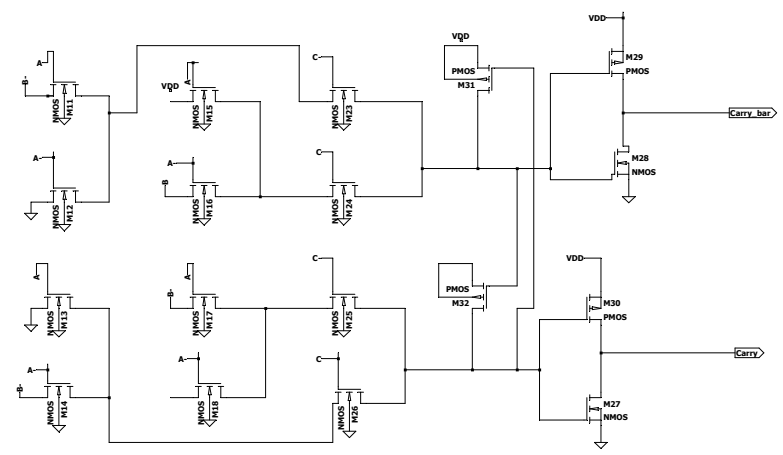 VDD
A
C
VDD
M29
PMOS
B'
NMOS
M11
VDD
A
NMOS
M15
NMOS
M23
PMOS
M31
Carry_bar
A
NMOS
M12
A
B
NMOS
M16
C
NMOS
M24
M28
NMOS
A
NMOS
M13
A
B'
NMOS
M17
C
NMOS
M25
PMOS
M32
VDD
M30
PMOS
Carry
A
B'
NMOS
M14
A
NMOS
M18
C
NMOS
M26
M27
NMOS